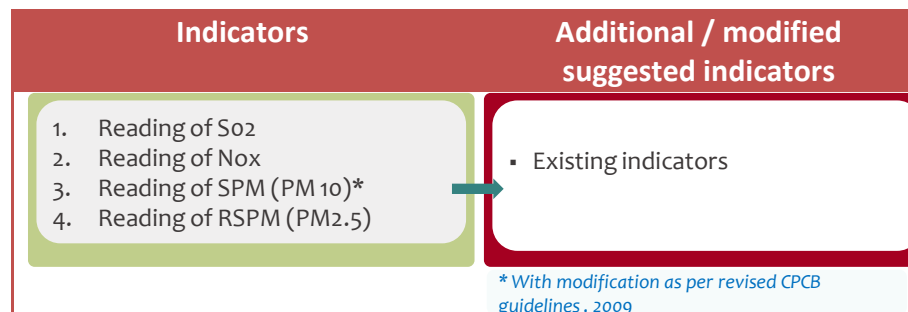 Indicators
Additional / modified
suggested indicators
1. Reading of S02
2. Reading of Nox
3. Reading of SPM (PM 10)*
4. Reading of RSPM (PM2.5)
▪ Existing indicators
* With modification as per revised CPCB
guidelines , 2009